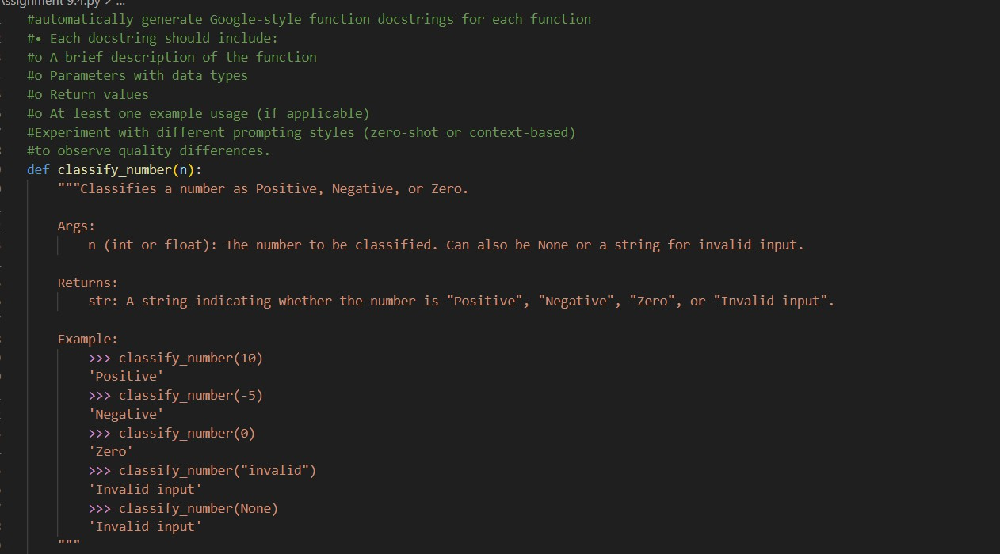 Assignment 9.4.py > ...
#automatically generate Google-style function docstrings for each function
#• Each docstring should include:
#o A brief description of the function
#o Parameters with data types
#o Return values
#o At least one example usage (if applicable)
#Experiment with different prompting styles (zero-shot or context-based)
#to observe quality differences.
def classify_number(n):
    """Classifies a number as Positive, Negative, or Zero.

    Args:
        n (int or float): The number to be classified. Can also be None or a string for invalid input.

    Returns:
        str: A string indicating whether the number is "Positive", "Negative", "Zero", or "Invalid input".

    Example:
        >>> classify_number(10)
        'Positive'
        >>> classify_number(-5)
        'Negative'
        >>> classify_number(0)
        'Zero'
        >>> classify_number("invalid")
        'Invalid input'
        >>> classify_number(None)
        'Invalid input'
    """